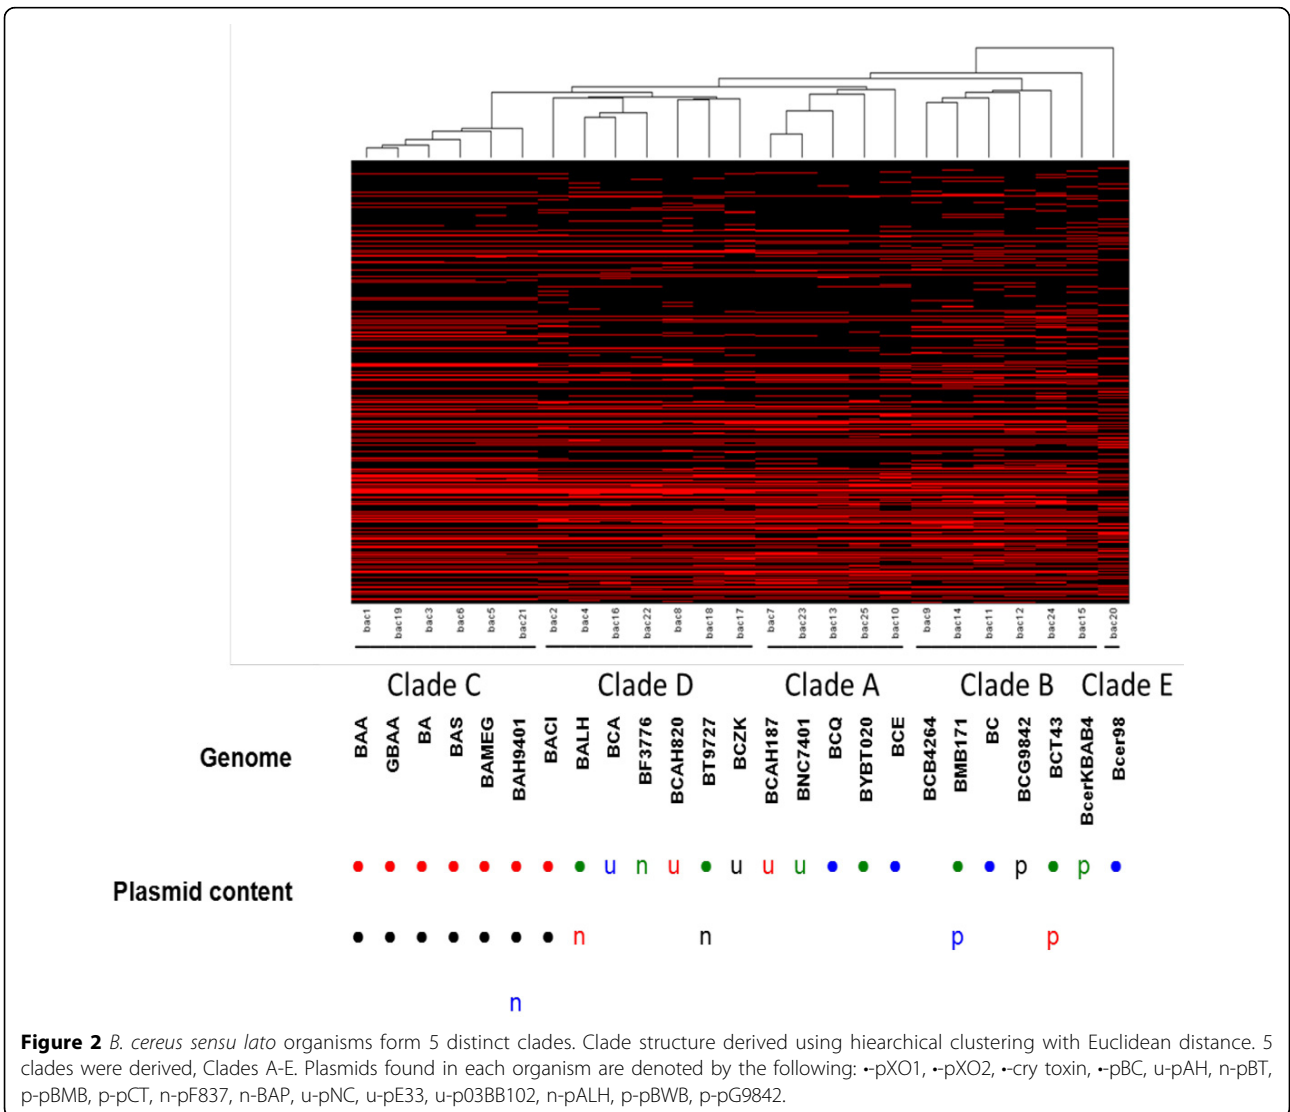 bac1 bac19 bac3 bac6 bac5 bac21 bac2 bac4 bac16 bac22 bac8 bac18 bac17 bac7 bac23 bac13 bac25 bac10 bac9 bac14 bac11 bac12 bac24 bac15 bac20
Clade C Clade D Clade A Clade B Clade E
Genome BAA GBAA BA BAS BAMEG BAH9401 BACI BALH BCA BF3776 BCAH820 BT9727 BCZK BCAH187 BNC7401 BCQ BYBT020 BCE BCB4264 BMB171 BC BCG9842 BCT43 BcerKBAB4 Bcer98
Plasmid content
• • • • • • • • u n u • u u u • • • • • p • p •
• • • • • • • n n p p
n
Figure 2 B. cereus sensu lato organisms form 5 distinct clades. Clade structure derived using hiearchical clustering with Euclidean distance. 5
clades were derived, Clades A-E. Plasmids found in each organism are denoted by the following: •-pXO1, •-pXO2, •-cry toxin, •-pBC, u-pAH, n-pBT,
p-pBMB, p-pCT, n-pF837, n-BAP, u-pNC, u-pE33, u-p03BB102, n-pALH, p-pBWB, p-pG9842.